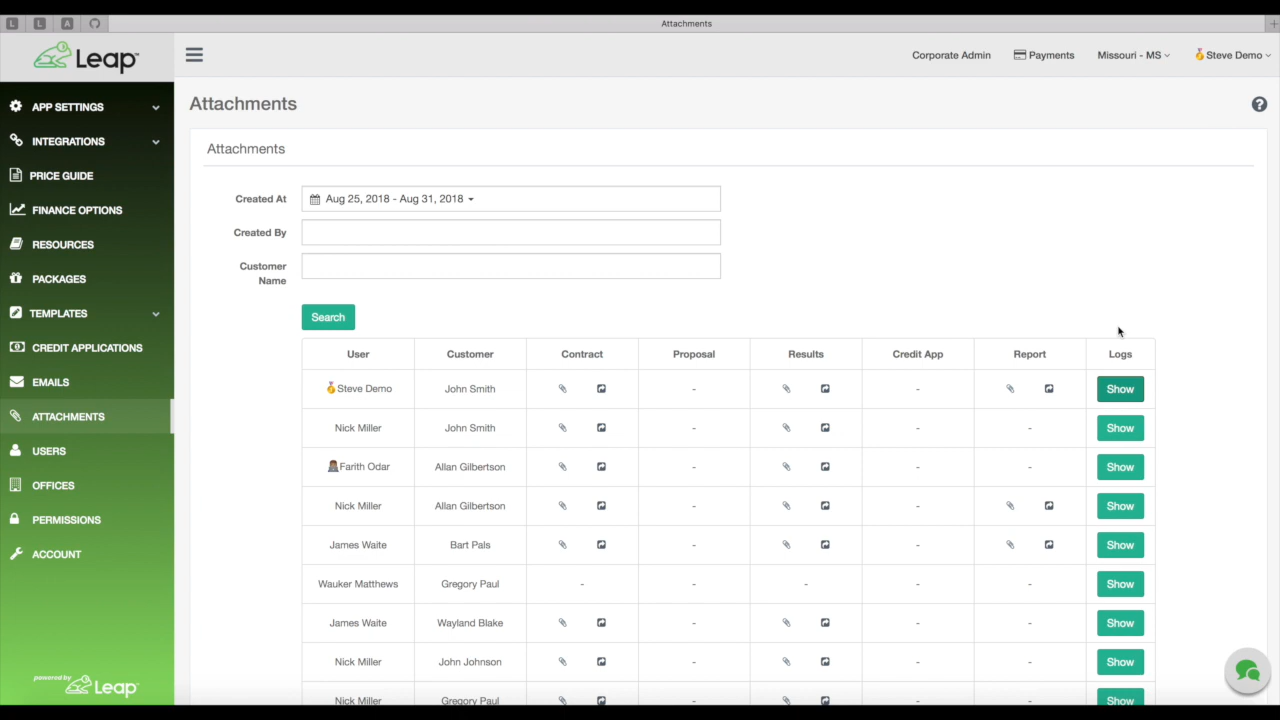 L L A Attachments
Leap™
Corporate Admin Payments Missouri - MS Steve Demo
APP SETTINGS
INTEGRATIONS
PRICE GUIDE
FINANCE OPTIONS
RESOURCES
PACKAGES
TEMPLATES
CREDIT APPLICATIONS
EMAILS
ATTACHMENTS
USERS
OFFICES
PERMISSIONS
ACCOUNT
powered by Leap™
Attachments
Attachments
Created At Aug 25, 2018 - Aug 31, 2018
Created By
Customer
Name
Search
User Customer Contract Proposal Results Credit App Report Logs
Steve Demo John Smith - - Show
Nick Miller John Smith - - - Show
Farith Odar Allan Gilbertson - - - Show
Nick Miller Allan Gilbertson - - Show
James Waite Bart Pals - - Show
Wauker Matthews Gregory Paul - - - - - Show
James Waite Wayland Blake - - - Show
Nick Miller John Johnson - - - Show
Nick Miller Gregory Paul - - - Show